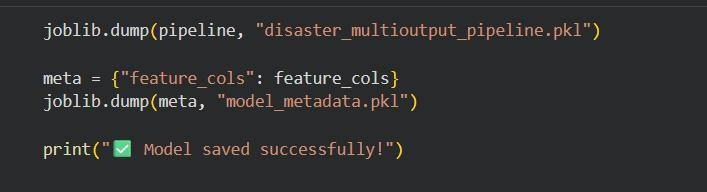 joblib.dump(pipeline, "disaster_multioutput_pipeline.pkl")
meta = {"feature_cols": feature_cols}
joblib.dump(meta, "model_metadata.pkl")
print("✅ Model saved successfully!")